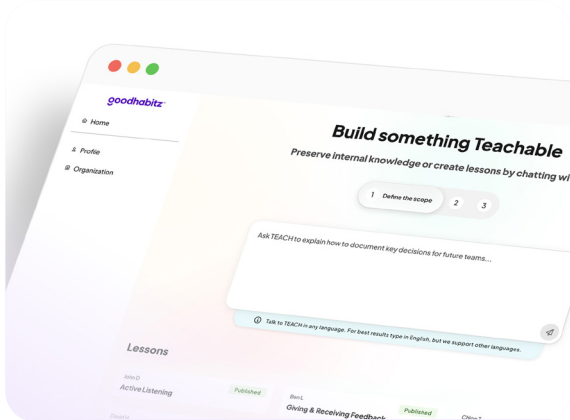 goodhabitz
Home
Profile
Organization
Build something Teachable
Preserve internal knowledge or create lessons by chatting wi
1 Define the scope 2 3
Ask TEACH to explain how to document key decisions for future teams...
Talk to TEACH in any language. For best results type in English, but we support other languages.
Lessons
John D
Active Listening
Published
Ben L
Giving & Receiving Feedback
Published